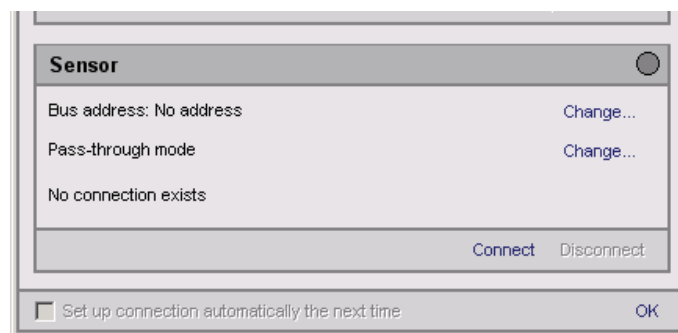 Sensor
Bus address: No address Change...
Pass-through mode Change...
No connection exists
Connect Disconnect
Set up connection automatically the next time OK